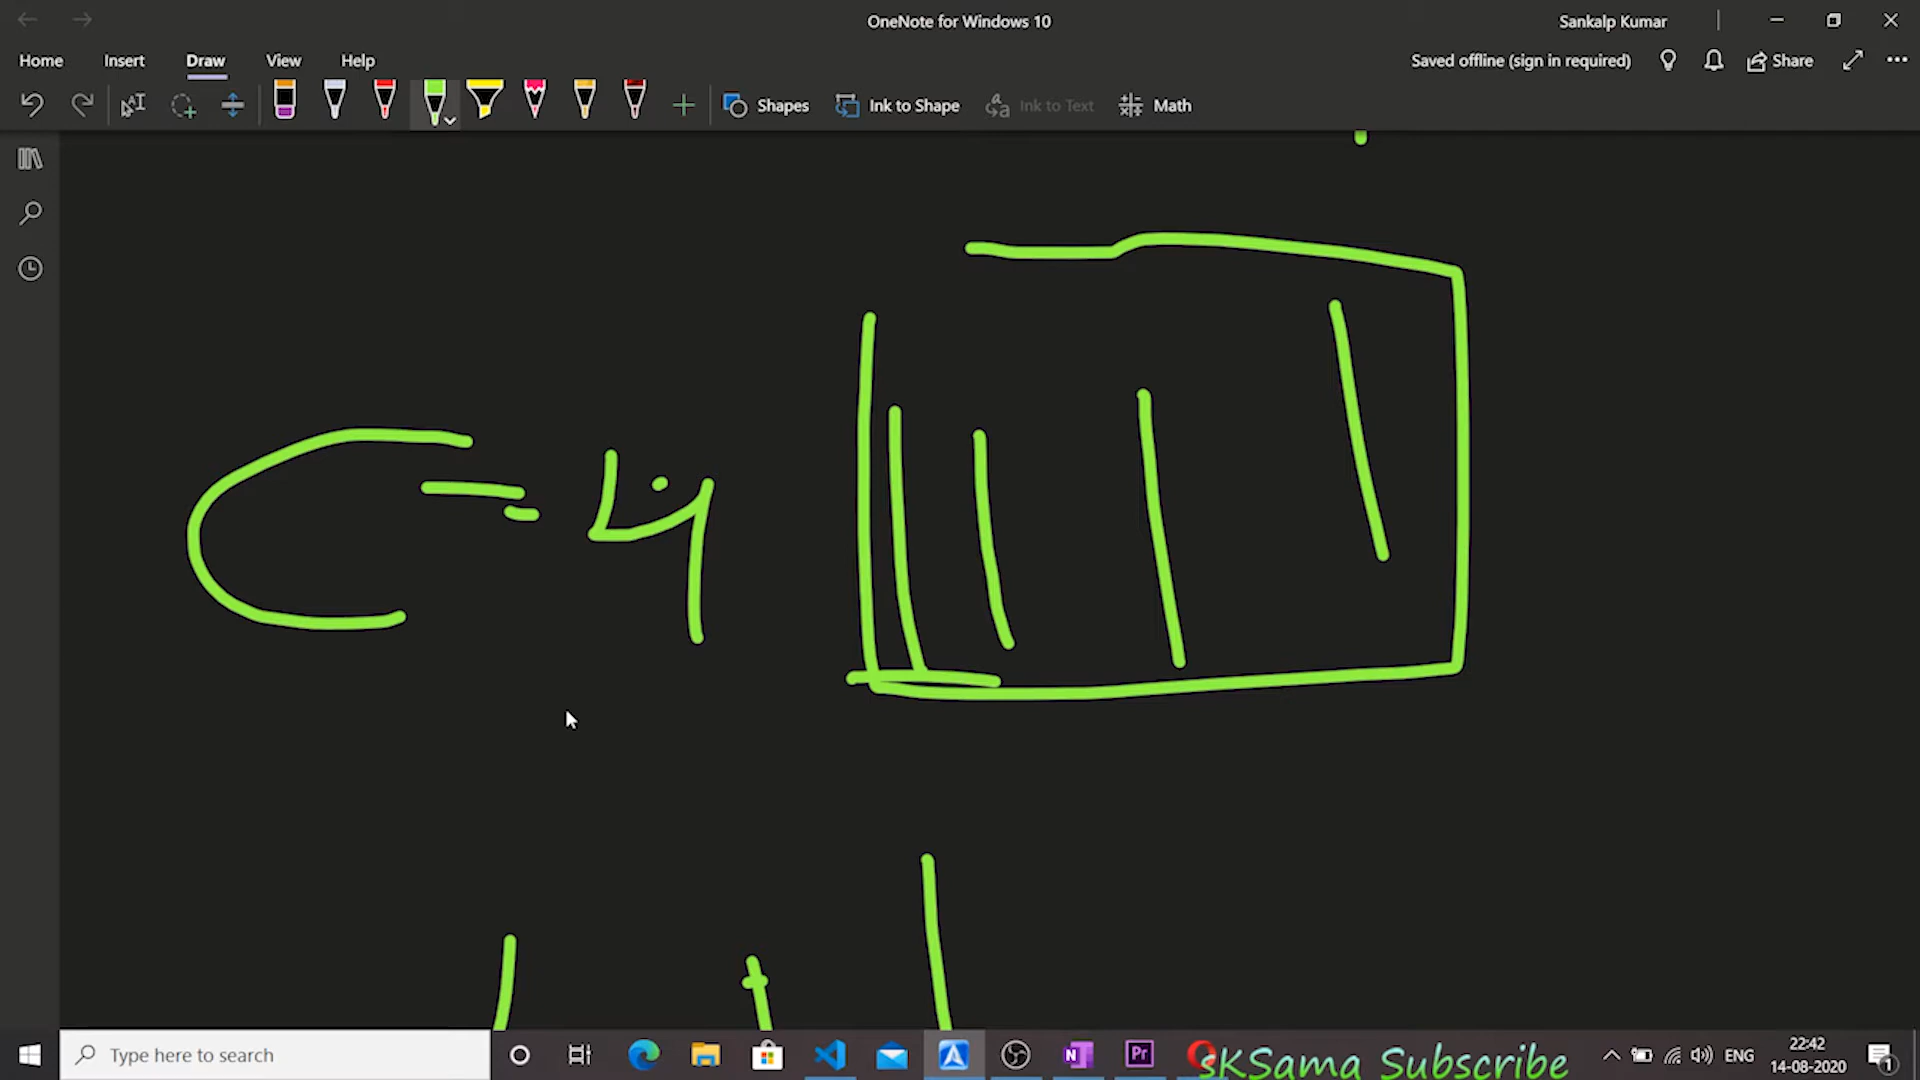 OneNote for Windows 10
Sankalp Kumar
Home
Insert
Draw
View
Help
Saved offline (sign in required)
Share
Shapes
Ink to Shape
Ink to Text
Math
C = 4
Type here to search
Pr
sKSama Subscribe
ENG
22:42
14-08-2020
1